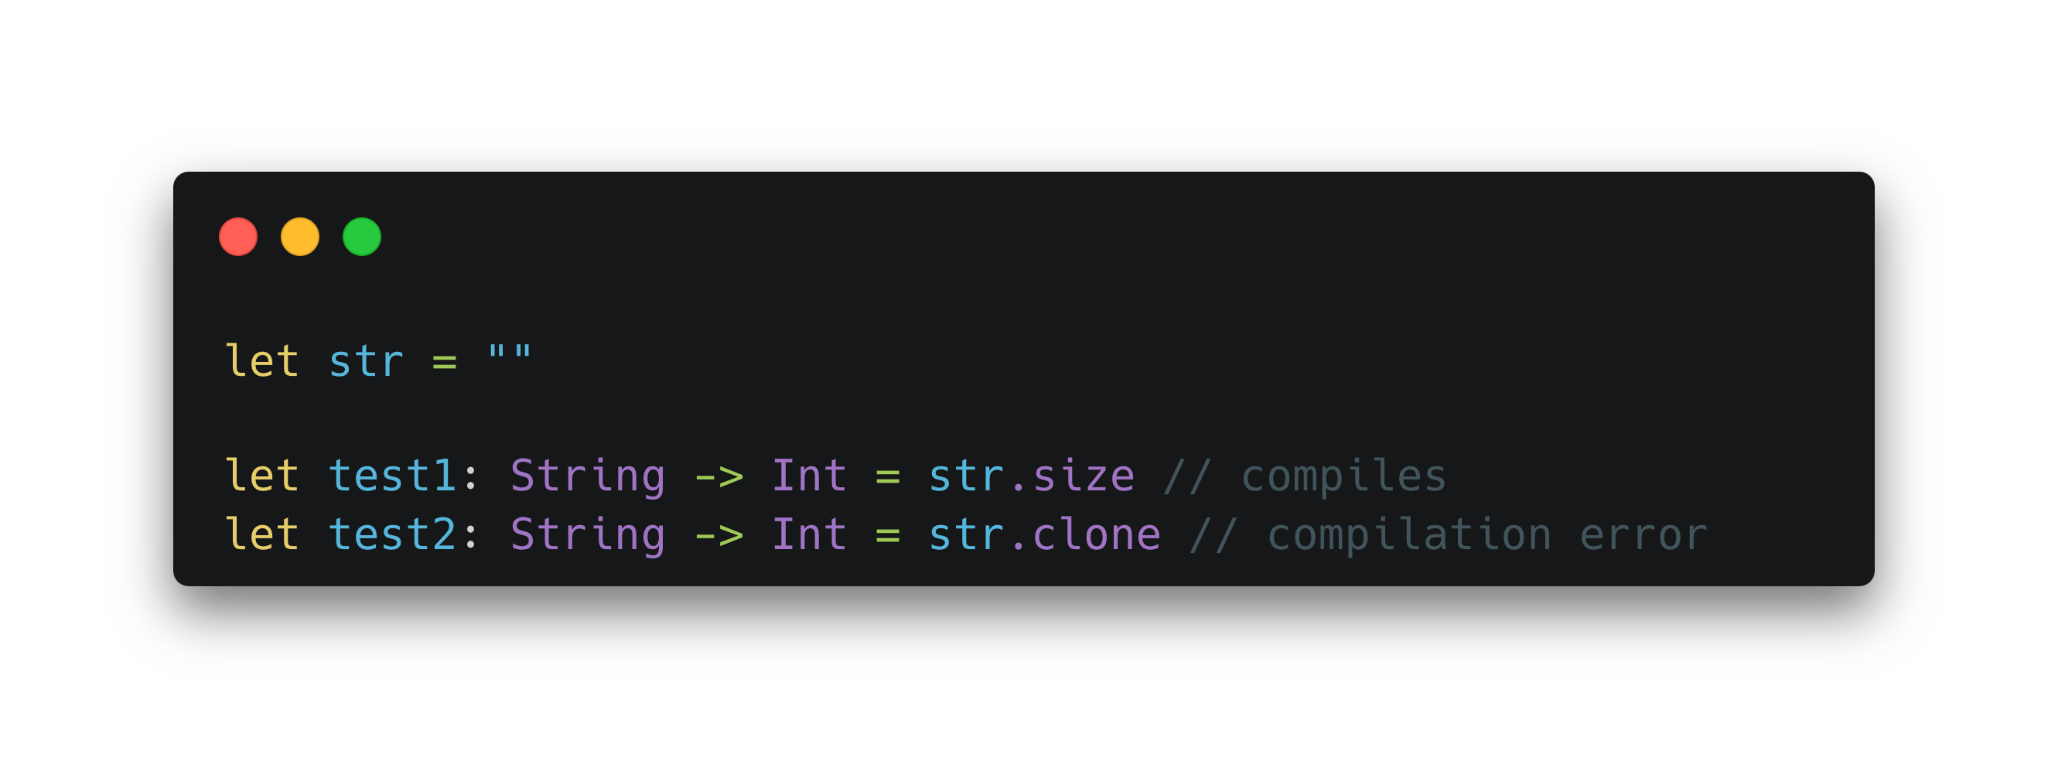 let str = ""
let test1: String -> Int = str.size // compiles
let test2: String -> Int = str.clone // compilation error